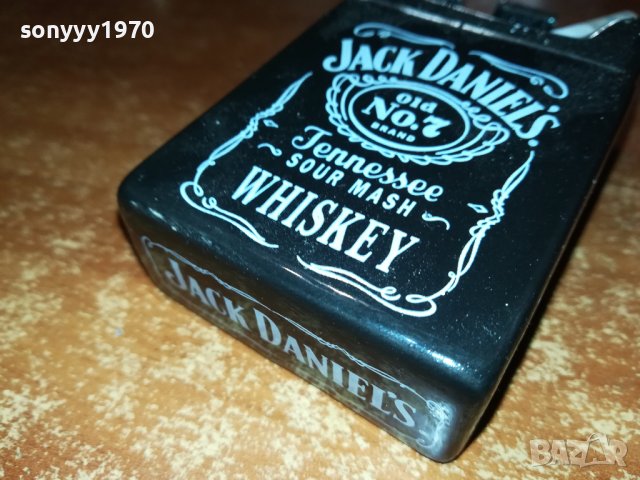 sonyyy1970
JACK DANIEL'S
Old
NO.7
BRAND
Tennessee
SOUR MASH
WHISKEY
JACK DANIEL'S
BAZAR